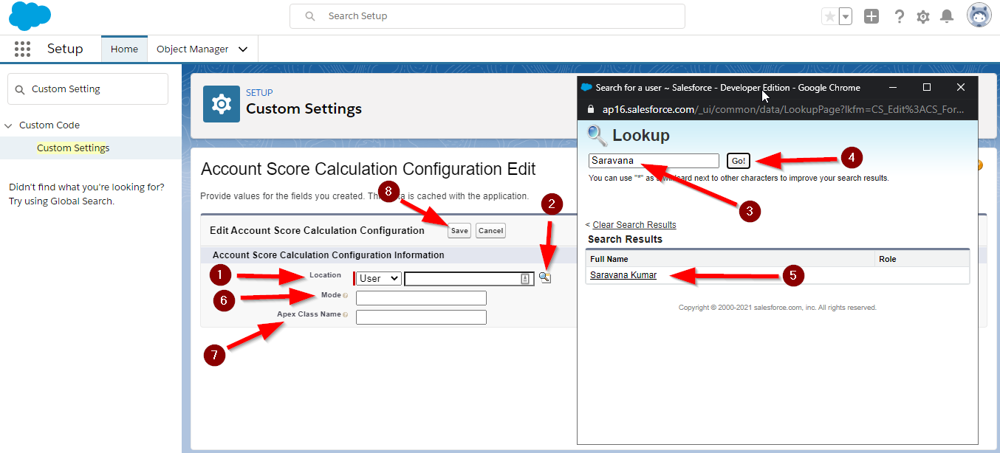 Search Setup
Setup
Home
Object Manager
Custom Setting
Custom Code
Custom Settings
Didn't find what you're looking for?
Try using Global Search.
SETUP
Custom Settings
Account Score Calculation Configuration Edit
Provide values for the fields you created. This data is cached with the application.
8
2
Edit Account Score Calculation Configuration
Save
Cancel
Account Score Calculation Configuration Information
1
Location
User
6
Mode
Apex Class Name
7
Search for a user ~ Salesforce - Developer Edition - Google Chrome
ap16.salesforce.com/_ui/common/data/LookupPage?lkfm=CS_Edit%3ACS_For...
Lookup
Saravana
Go!
4
You can use "*" as a wildcard next to other characters to improve your search results.
3
< Clear Search Results
Search Results
Full Name
Role
Saravana Kumar
5
Copyright © 2000-2021 salesforce.com, inc. All rights reserved.